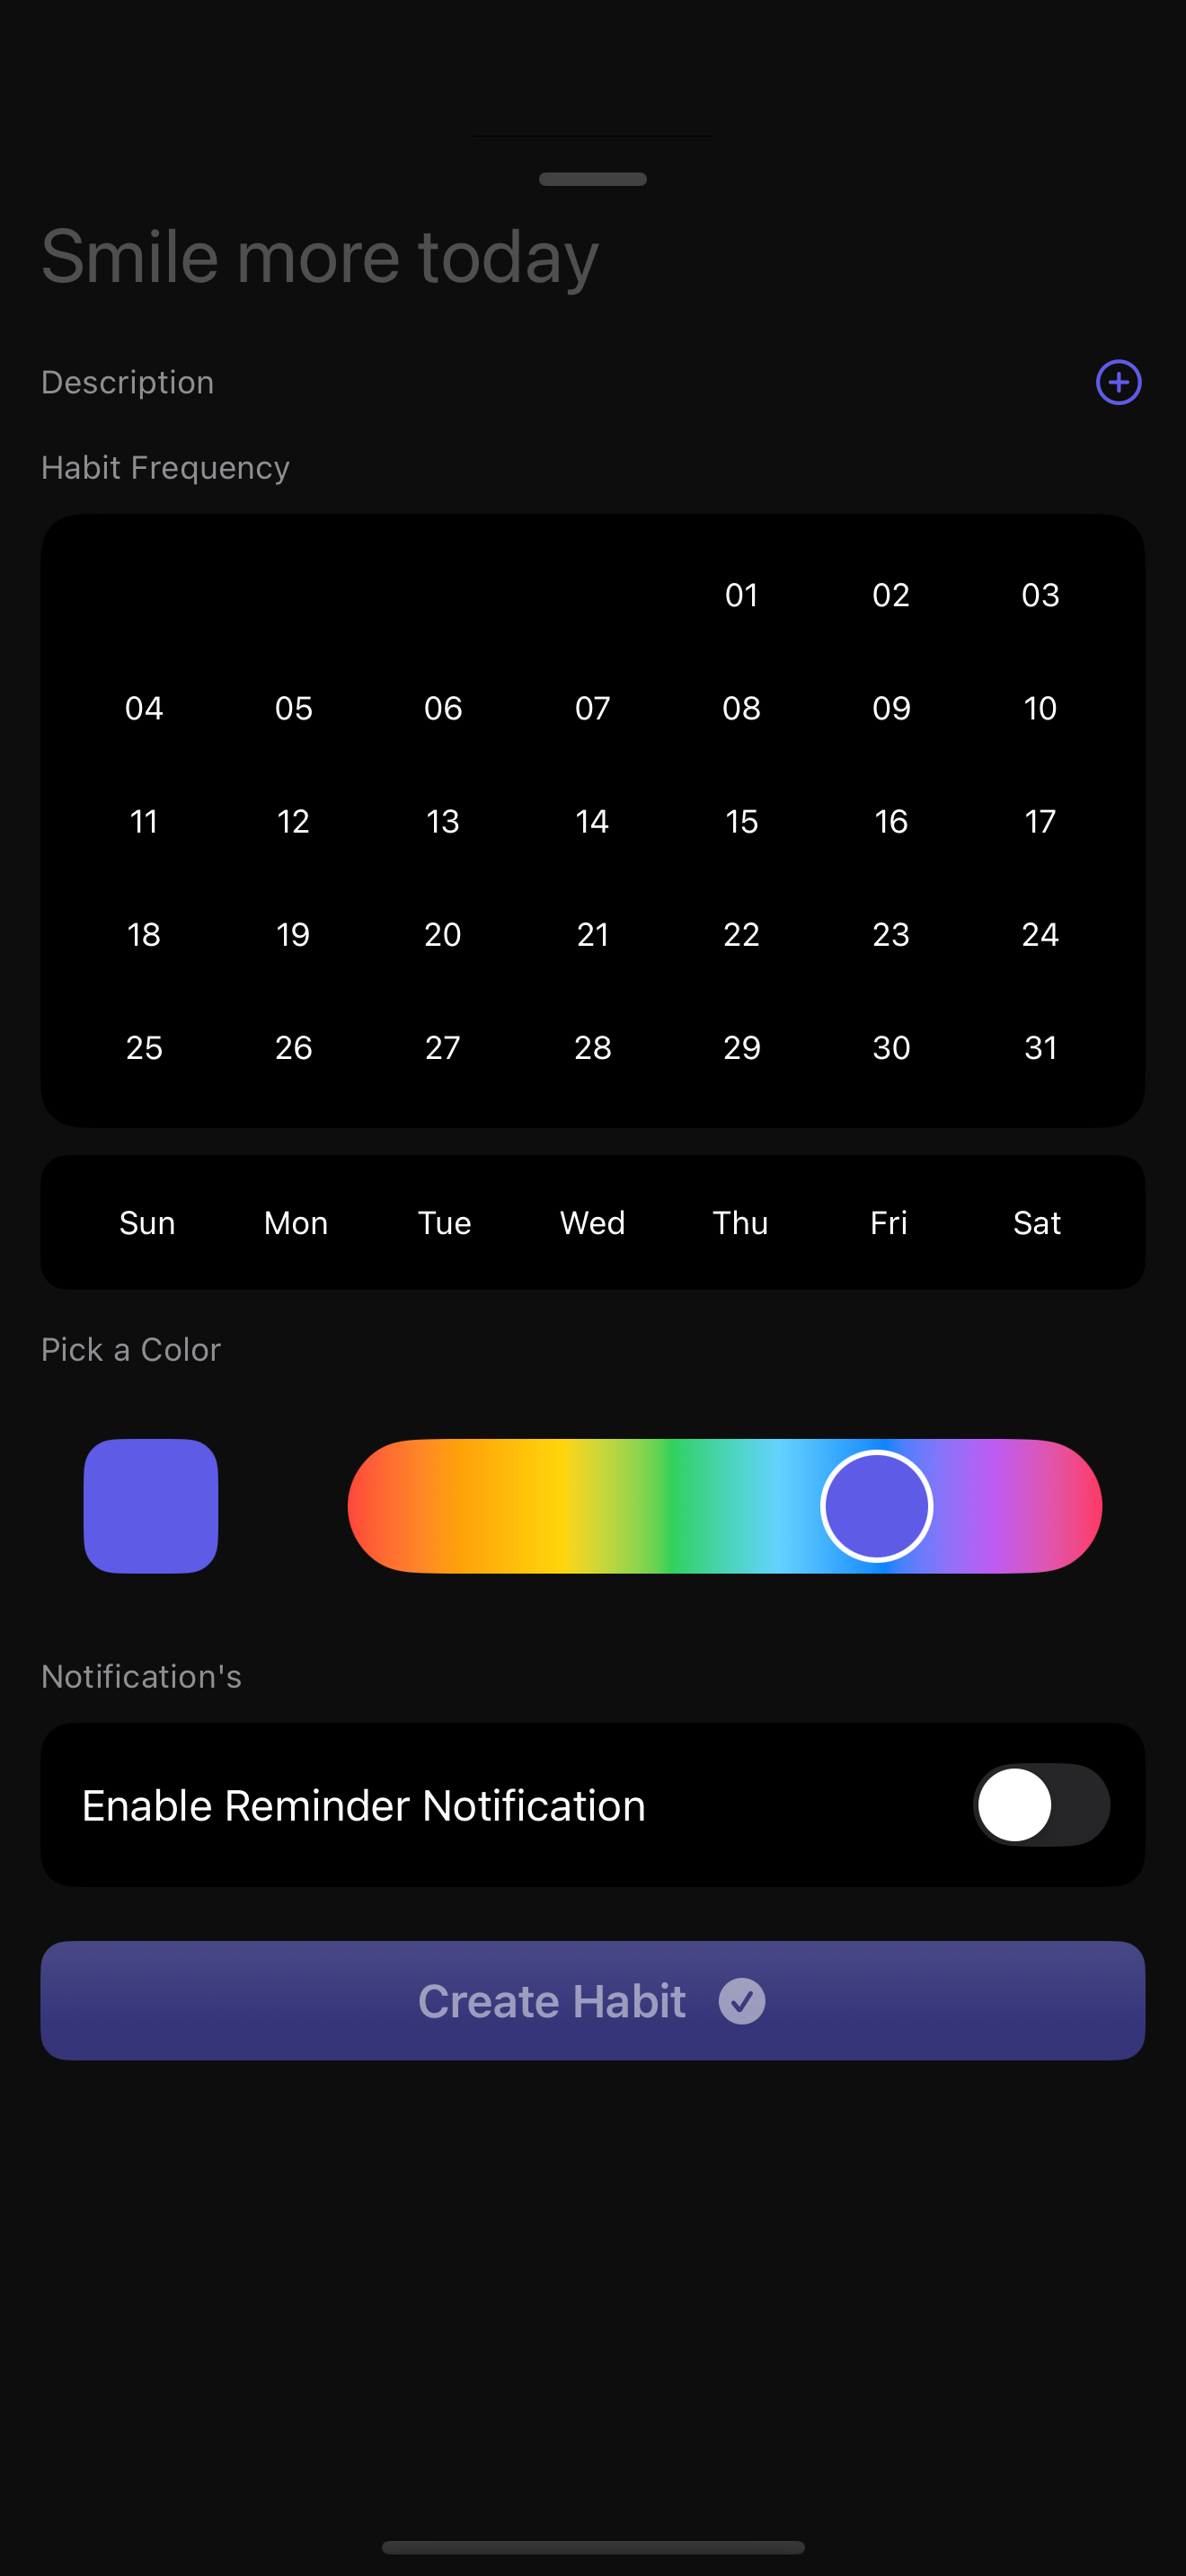 Smile more today
Description
Habit Frequency
01 02 03
04 05 06 07 08 09 10
11 12 13 14 15 16 17
18 19 20 21 22 23 24
25 26 27 28 29 30 31
Sun Mon Tue Wed Thu Fri Sat
Pick a Color
Notification's
Enable Reminder Notification
Create Habit